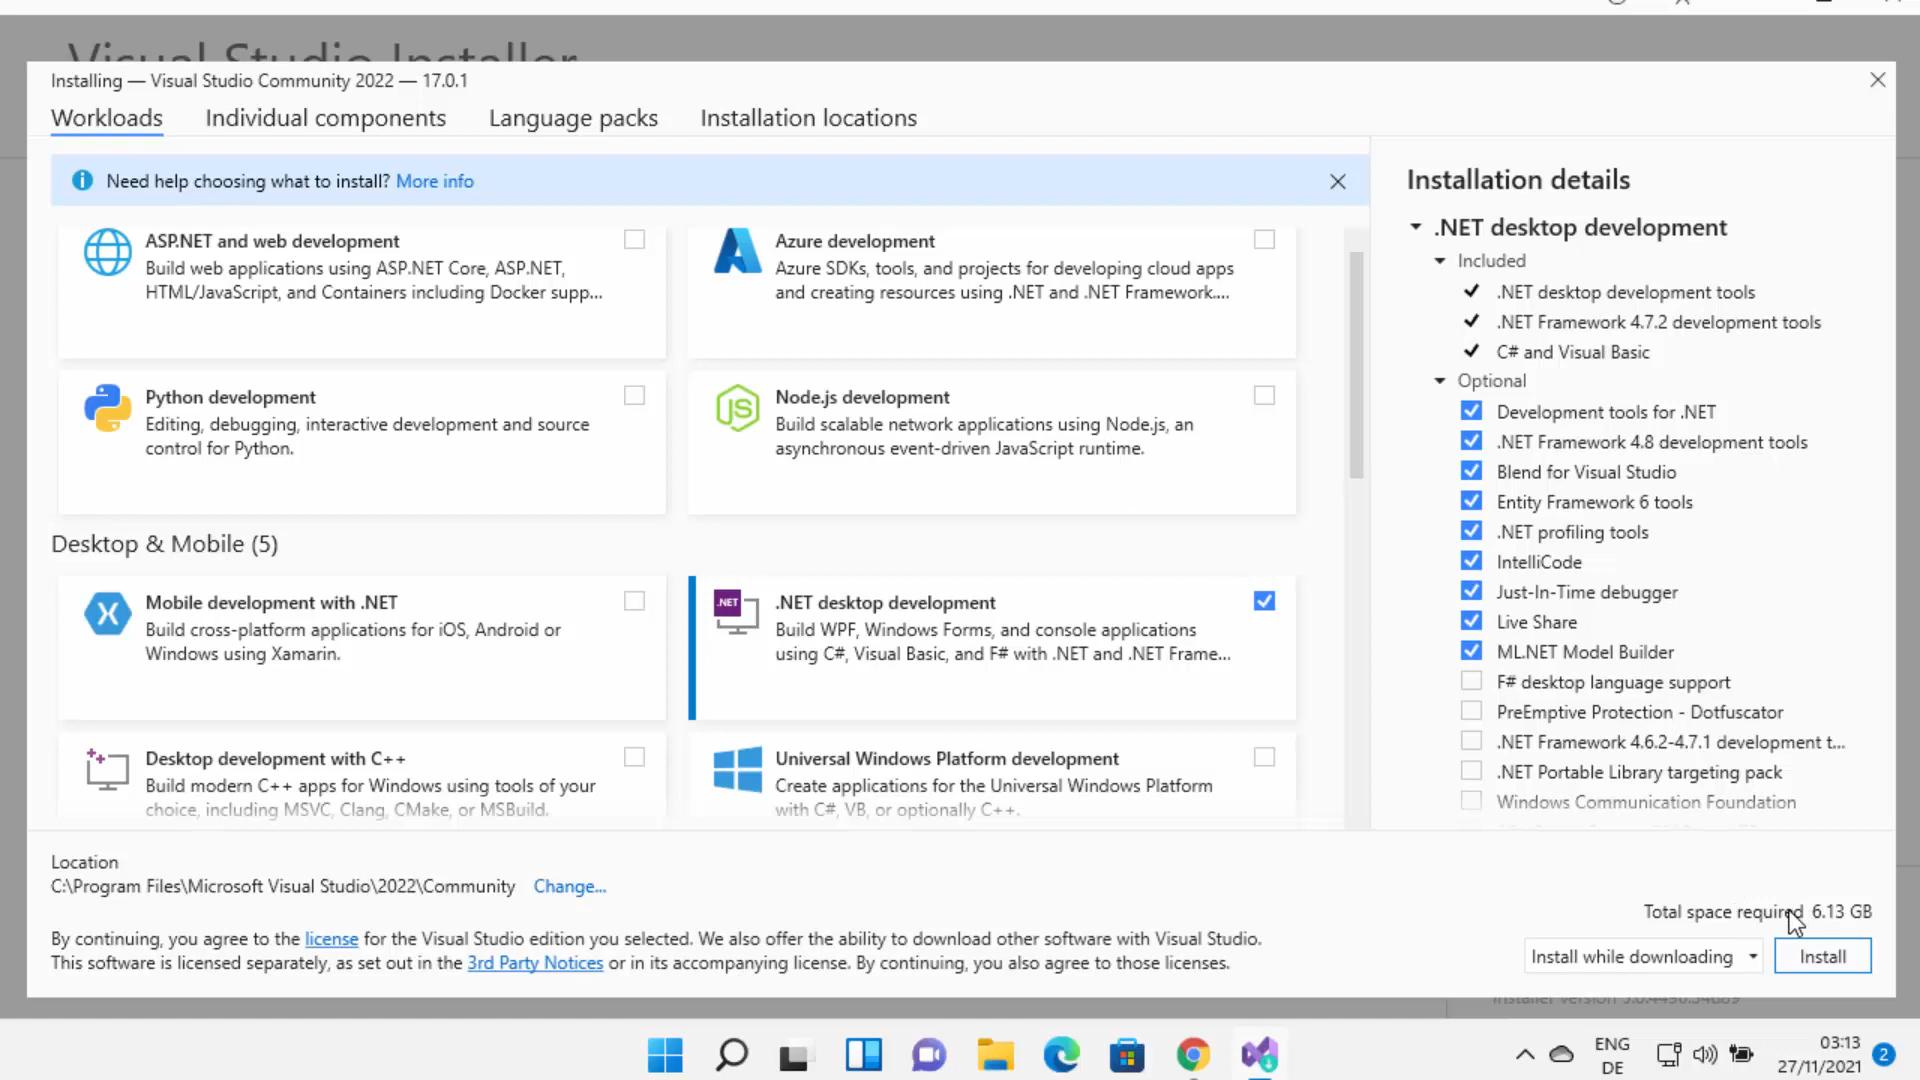 Visual Studio Installer
Installing — Visual Studio Community 2022 — 17.0.1
Workloads
Individual components
Language packs
Installation locations
Need help choosing what to install? More info
ASP.NET and web development
Build web applications using ASP.NET Core, ASP.NET,
HTML/JavaScript, and Containers including Docker supp...
Azure development
Azure SDKs, tools, and projects for developing cloud apps
and creating resources using .NET and .NET Framework....
Python development
Editing, debugging, interactive development and source
control for Python.
JS
Node.js development
Build scalable network applications using Node.js, an
asynchronous event-driven JavaScript runtime.
Desktop & Mobile (5)
Mobile development with .NET
Build cross-platform applications for iOS, Android or
Windows using Xamarin.
.NET
.NET desktop development
Build WPF, Windows Forms, and console applications
using C#, Visual Basic, and F# with .NET and .NET Frame...
Desktop development with C++
Build modern C++ apps for Windows using tools of your
choice, including MSVC, Clang, CMake, or MSBuild.
Universal Windows Platform development
Create applications for the Universal Windows Platform
with C#, VB, or optionally C++.
Installation details
.NET desktop development
Included
.NET desktop development tools
.NET Framework 4.7.2 development tools
C# and Visual Basic
Optional
Development tools for .NET
.NET Framework 4.8 development tools
Blend for Visual Studio
Entity Framework 6 tools
.NET profiling tools
IntelliCode
Just-In-Time debugger
Live Share
ML.NET Model Builder
F# desktop language support
PreEmptive Protection - Dotfuscator
.NET Framework 4.6.2-4.7.1 development t...
.NET Portable Library targeting pack
Windows Communication Foundation
Location
C:\Program Files\Microsoft Visual Studio\2022\Community Change...
Total space required 6.13 GB
By continuing, you agree to the license for the Visual Studio edition you selected. We also offer the ability to download other software with Visual Studio.
This software is licensed separately, as set out in the 3rd Party Notices or in its accompanying license. By continuing, you also agree to those licenses.
Install while downloading
Install
ENG
DE
03:13
27/11/2021
2